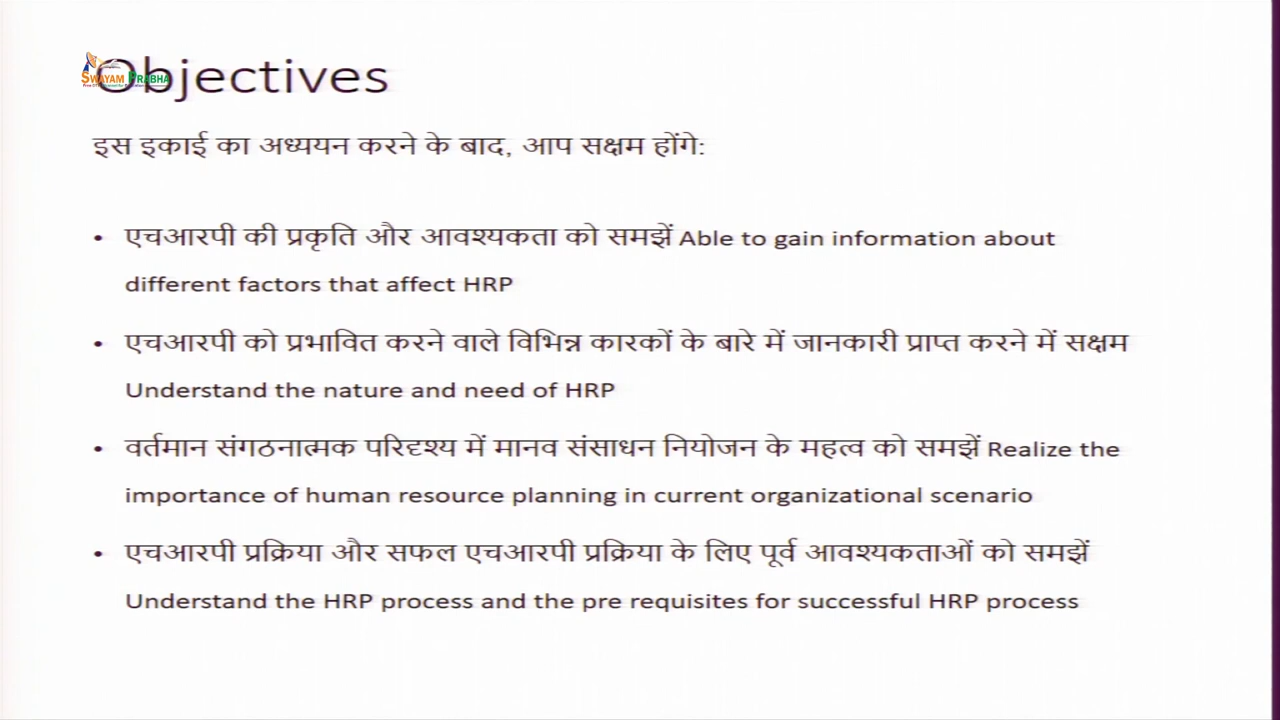 Objectives
SWAYAM PRABHA
इस इकाई का अध्ययन करने के बाद, आप सक्षम होंगे:
• एचआरपी की प्रकृति और आवश्यकता को समझें Able to gain information about
different factors that affect HRP
• एचआरपी को प्रभावित करने वाले विभिन्न कारकों के बारे में जानकारी प्राप्त करने में सक्षम
Understand the nature and need of HRP
• वर्तमान संगठनात्मक परिदृश्य में मानव संसाधन नियोजन के महत्व को समझें Realize the
importance of human resource planning in current organizational scenario
• एचआरपी प्रक्रिया और सफल एचआरपी प्रक्रिया के लिए पूर्व आवश्यकताओं को समझें
Understand the HRP process and the pre requisites for successful HRP process